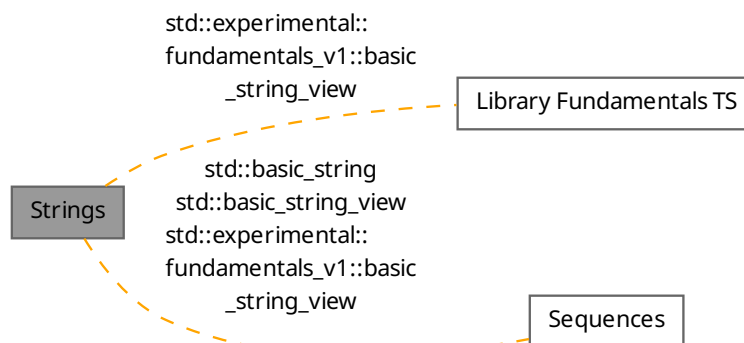 std::experimental::
fundamentals_v1::basic
_string_view
Library Fundamentals TS
std::basic_string
std::basic_string_view
Strings
std::experimental::
fundamentals_v1::basic
_string_view
Sequences